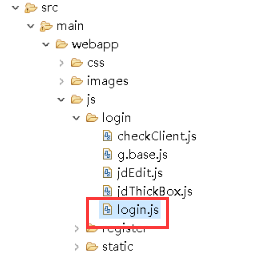 src
main
webapp
css
images
js
login
checkClient.js
g.base.js
jdEdit.js
jdThickBox.js
login.js
register
static